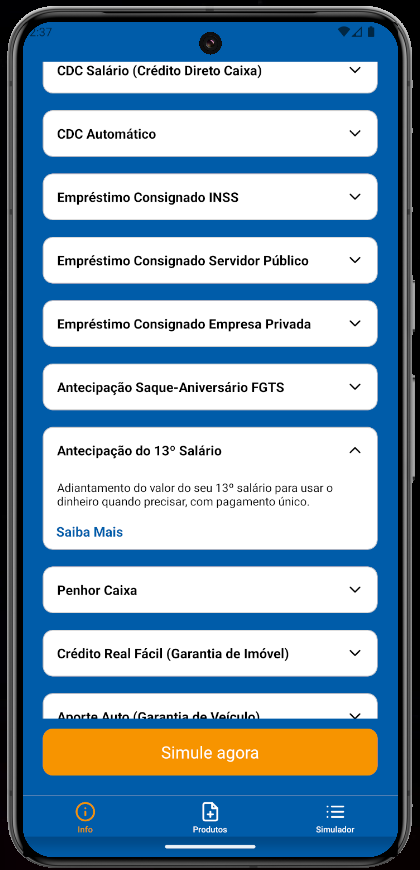 2:37
CDC Salário (Crédito Direto Caixa)
CDC Automático
Empréstimo Consignado INSS
Empréstimo Consignado Servidor Público
Empréstimo Consignado Empresa Privada
Antecipação Saque-Aniversário FGTS
Antecipação do 13º Salário
Adiantamento do valor do seu 13º salário para usar o
dinheiro quando precisar, com pagamento único.
Saiba Mais
Penhor Caixa
Crédito Real Fácil (Garantia de Imóvel)
Aporte Auto (Garantia de Veículo)
Simule agora
Info
Produtos
Simulador